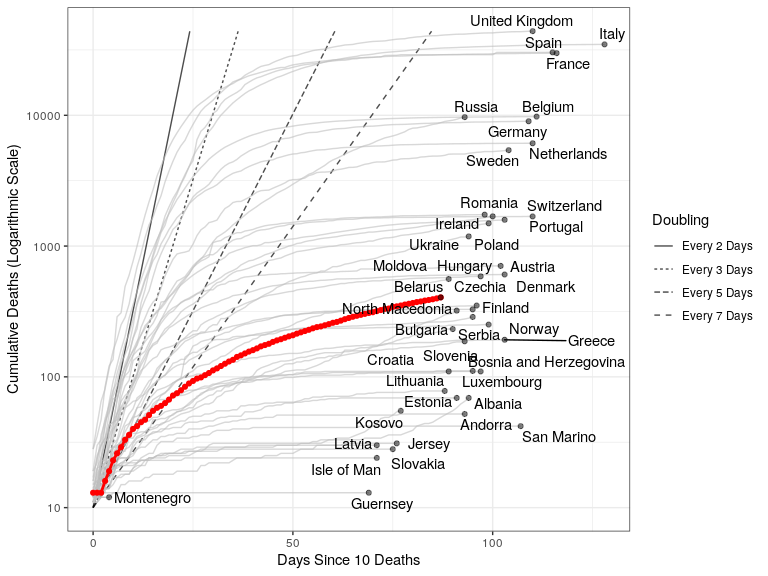 United Kingdom
Italy
Spain
France
Russia
Belgium
Germany
Netherlands
Sweden
Romania
Switzerland
Ireland
Portugal
Ukraine
Poland
Moldova
Hungary
Austria
Belarus
Czechia
Denmark
North Macedonia
Finland
Bulgaria
Serbia
Norway
Greece
Croatia
Slovenia
Bosnia and Herzegovina
Lithuania
Luxembourg
Estonia
Albania
Kosovo
Andorra
San Marino
Latvia
Jersey
Isle of Man
Slovakia
Montenegro
Guernsey
10000
1000
100
10
0
50
100
Days Since 10 Deaths
Cumulative Deaths (Logarithmic Scale)
Doubling
Every 2 Days
Every 3 Days
Every 5 Days
Every 7 Days